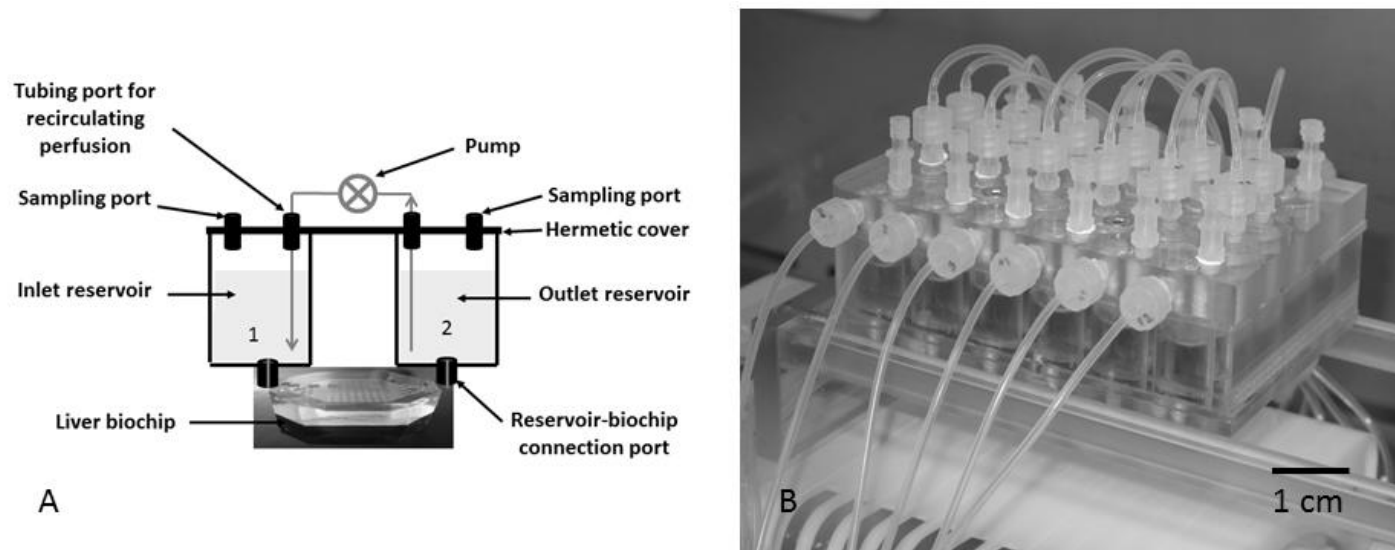 Tubing port for
recirculating
perfusion
Pump
Sampling port
Sampling port
Hermetic cover
Inlet reservoir
Outlet reservoir
1
2
Liver biochip
Reservoir-biochip
connection port
A
B
1 cm